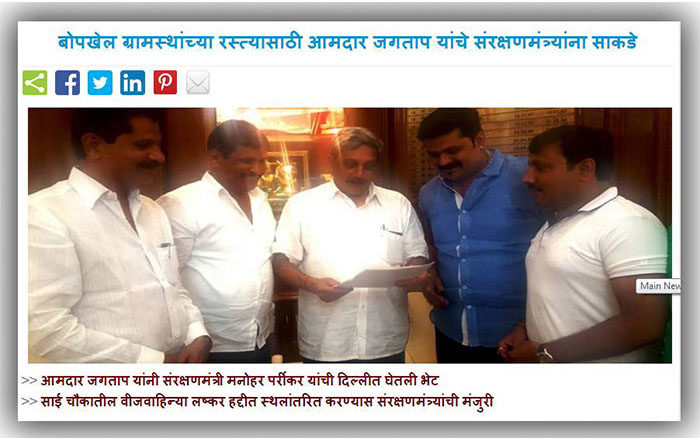 बोपखेल ग्रामस्थांच्या रस्त्यासाठी आमदार जगताप यांचे संरक्षणमंत्र्यांना साकडे
Main New
>> आमदार जगताप यांनी संरक्षणमंत्री मनोहर पर्रीकर यांची दिल्लीत घेतली भेट
>> साई चौकातील वीजवाहिन्या लष्कर हद्दीत स्थलांतरित करण्यास संरक्षणमंत्र्यांची मंजुरी